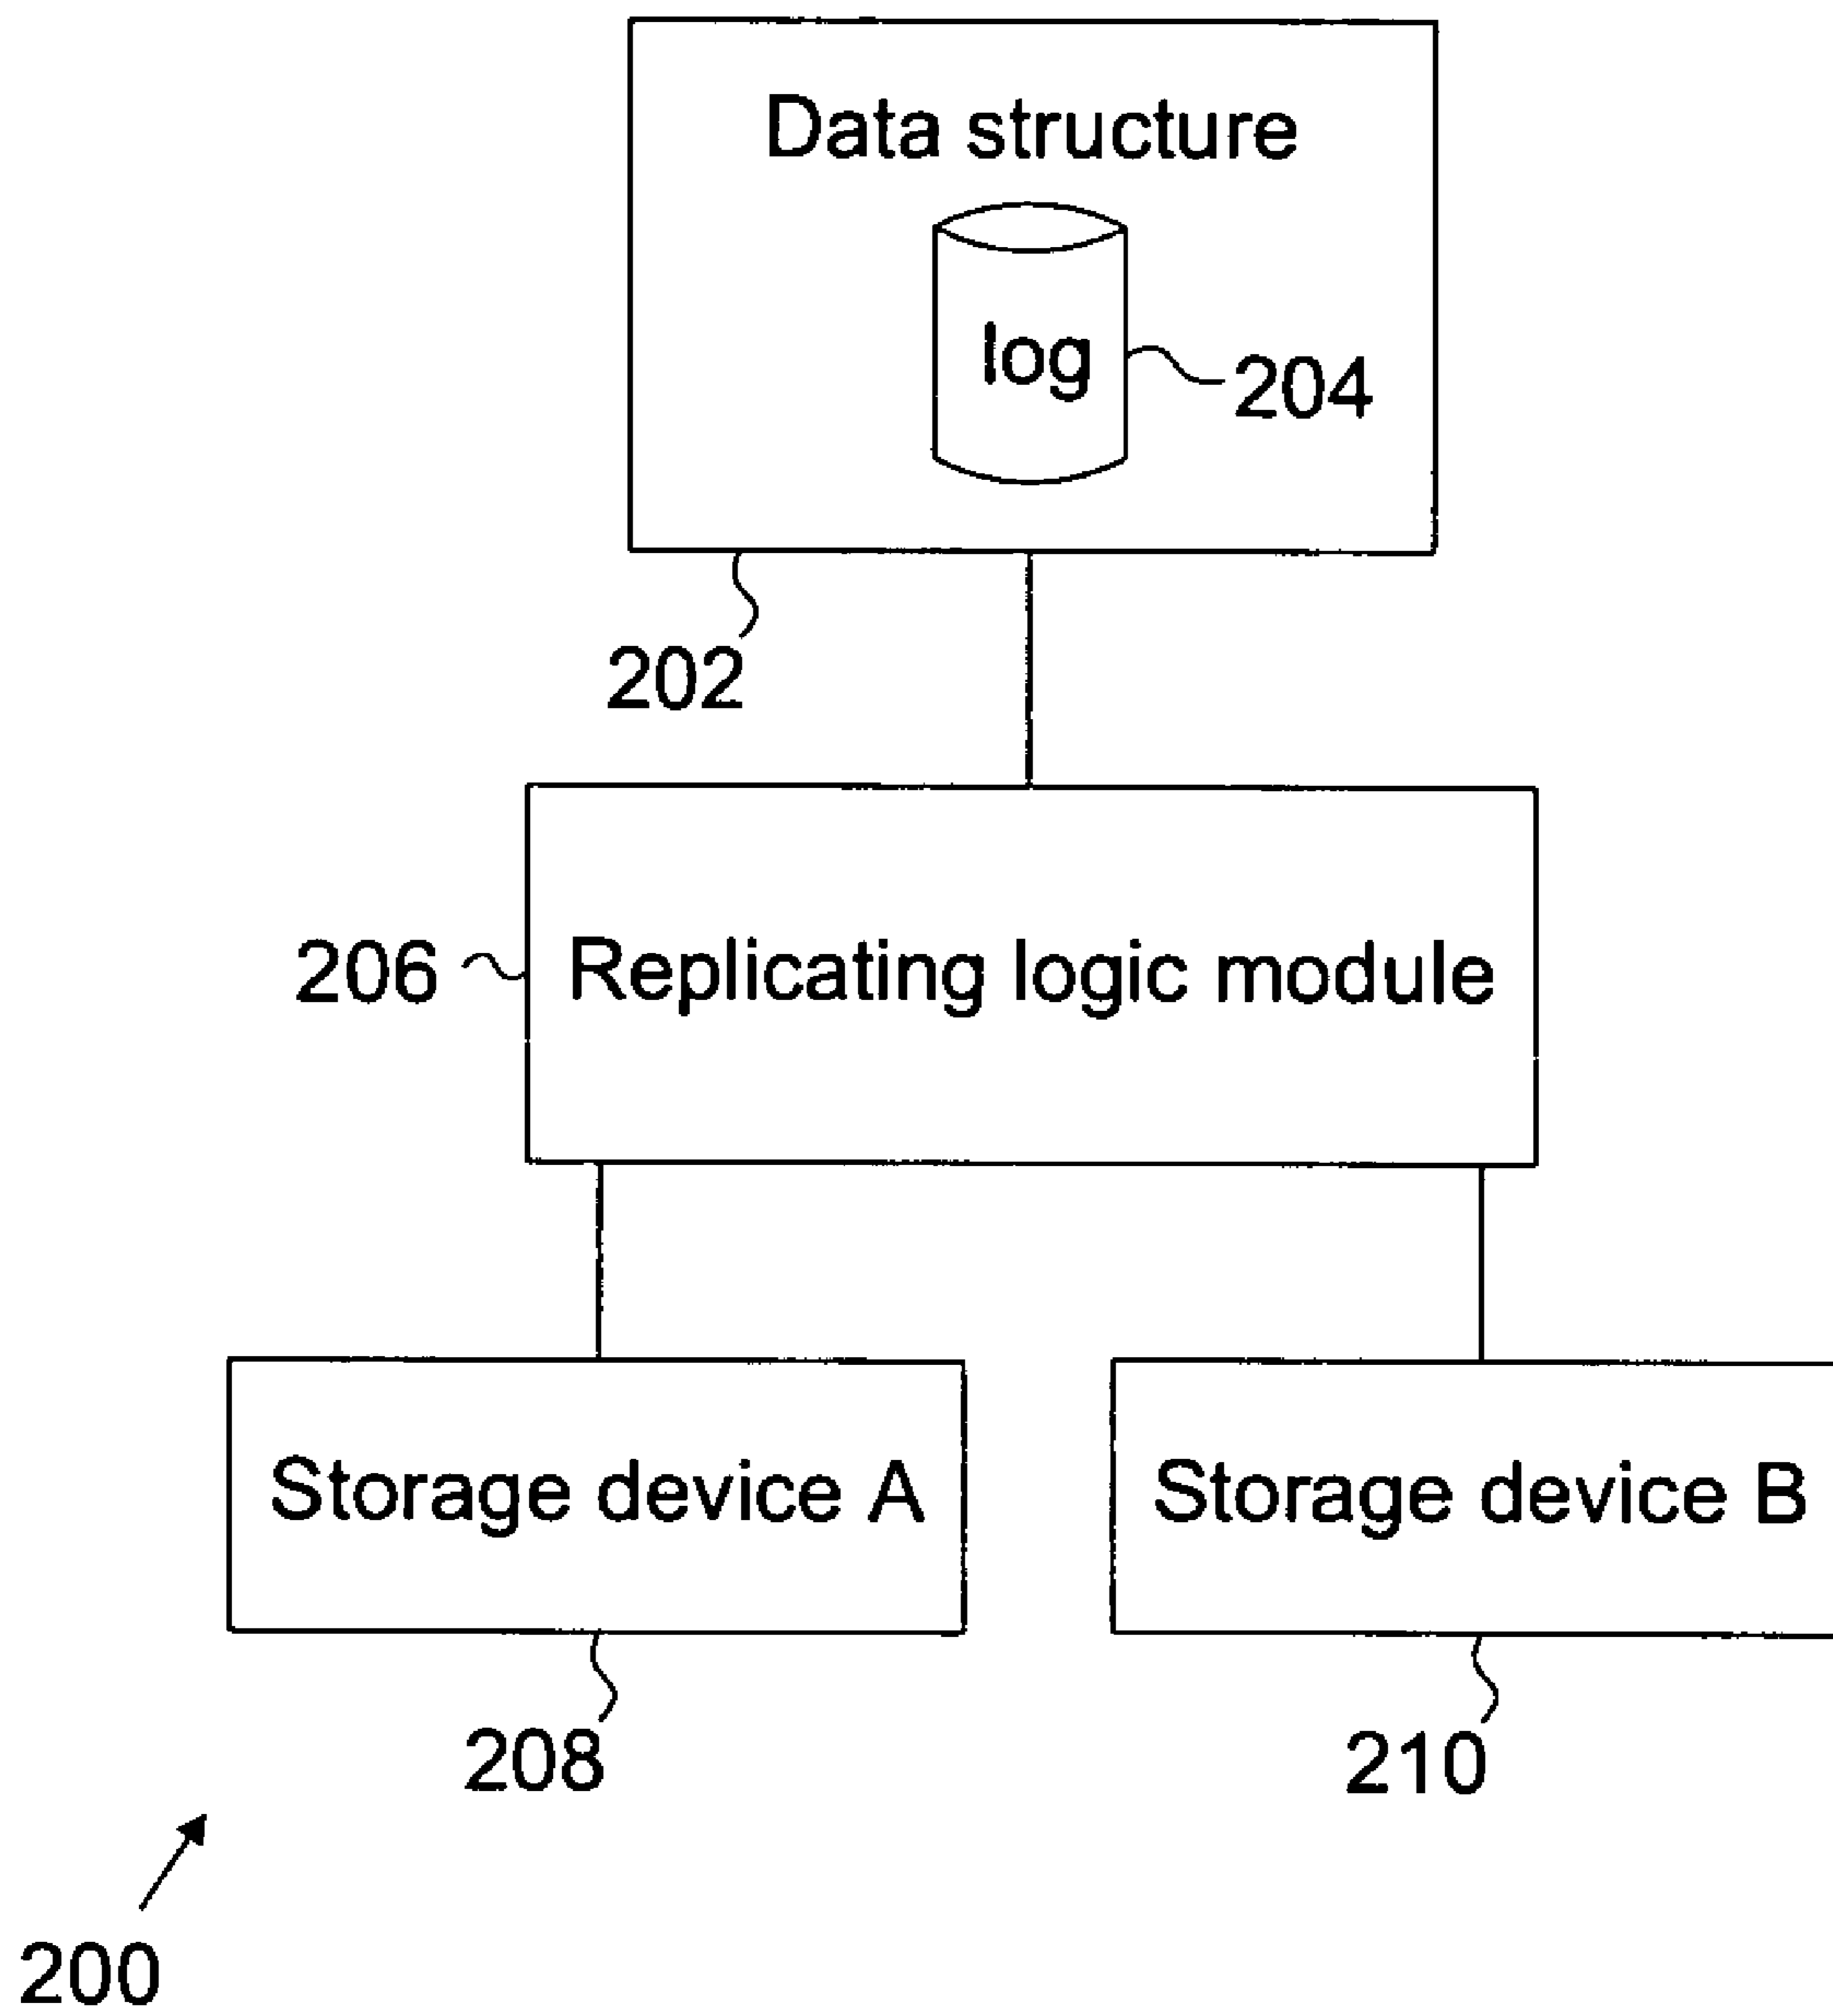 Data structure
log
204
202
206
Replicating logic module
Storage device A
Storage device B
208
210
200